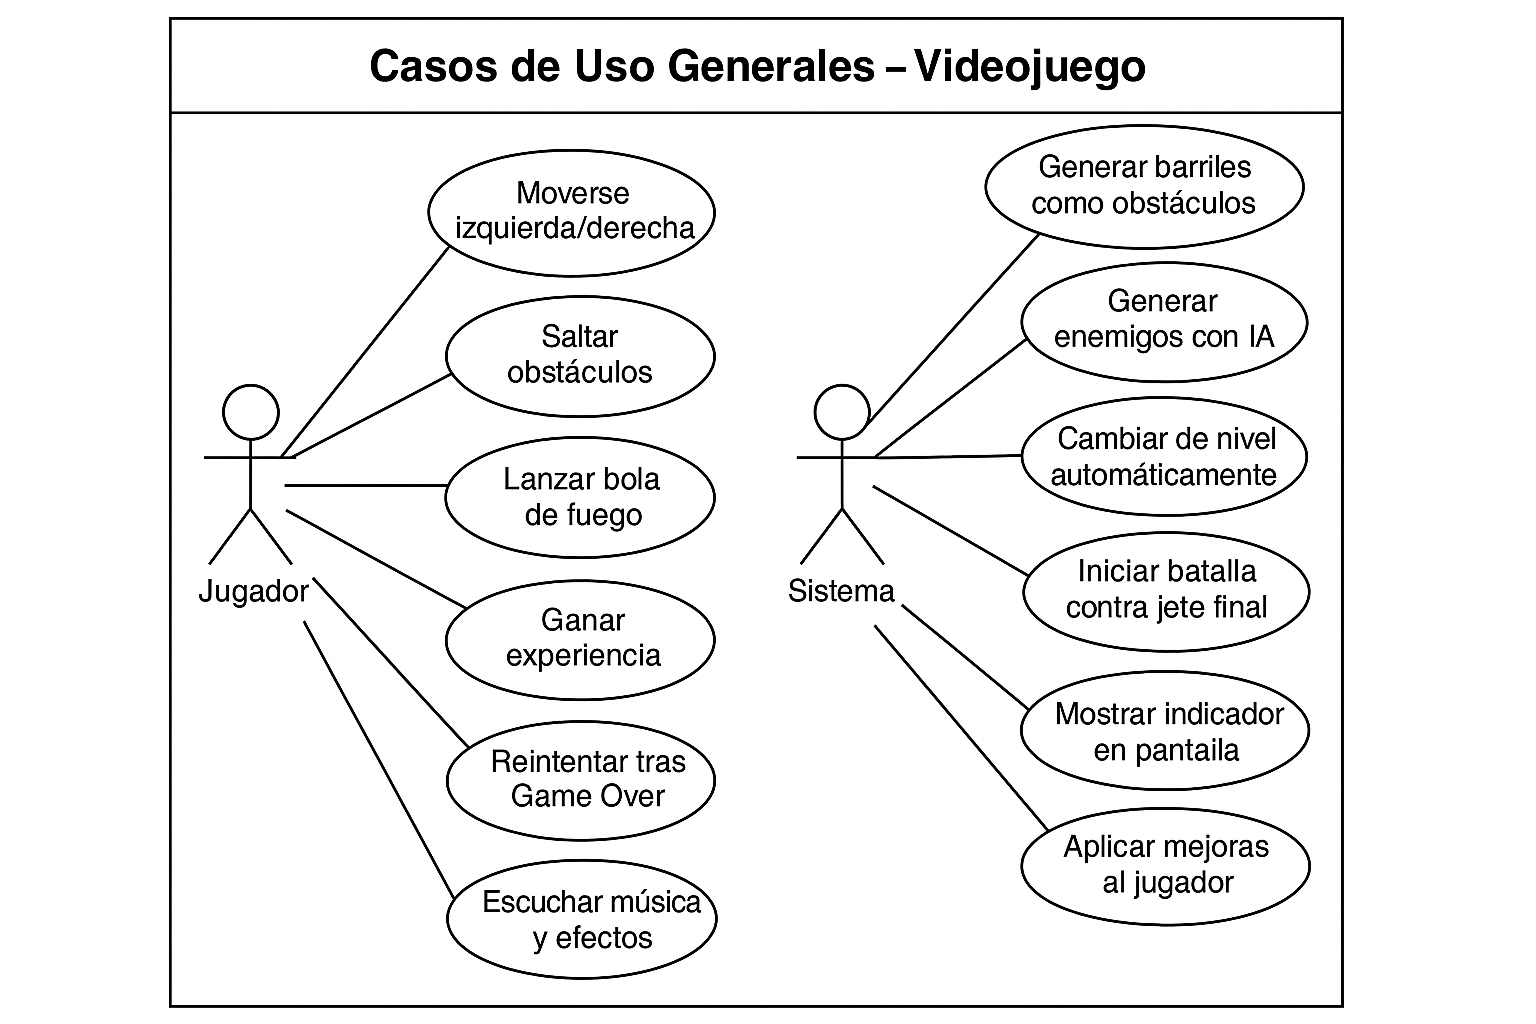 Casos de Uso Generales – Videojuego
Moverse
izquierda/derecha
Saltar
obstáculos
Lanzar bola
de fuego
Ganar
experiencia
Reintentar tras
Game Over
Escuchar música
y efectos
Jugador
Generar barriles
como obstáculos
Generar
enemigos con IA
Cambiar de nivel
automáticamente
Iniciar batalla
contra jete final
Mostrar indicador
en pantaila
Aplicar mejoras
al jugador
Sistema